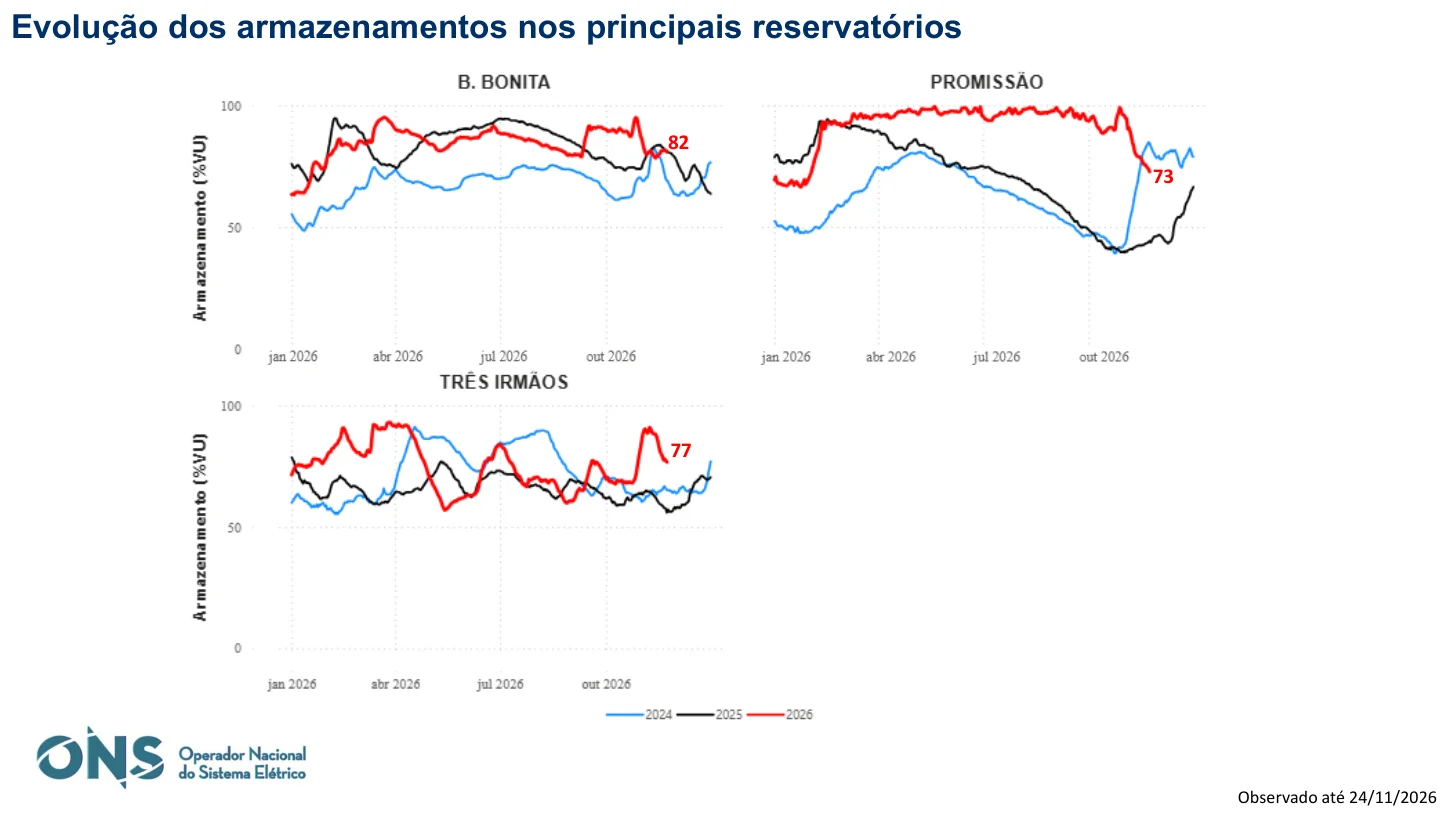 Evolução dos armazenamentos nos principais reservatórios
B. BONITA
PROMISSÃO
Armazenamento (%VU)
100
50
0
82
73
jan 2026 abr 2026 jul 2026 out 2026
jan 2026 abr 2026 jul 2026 out 2026
TRÊS IRMÃOS
Armazenamento (%VU)
100
50
0
77
jan 2026 abr 2026 jul 2026 out 2026
2024 2025 2026
ONS
Operador Nacional
do Sistema Elétrico
Observado até 24/11/2026